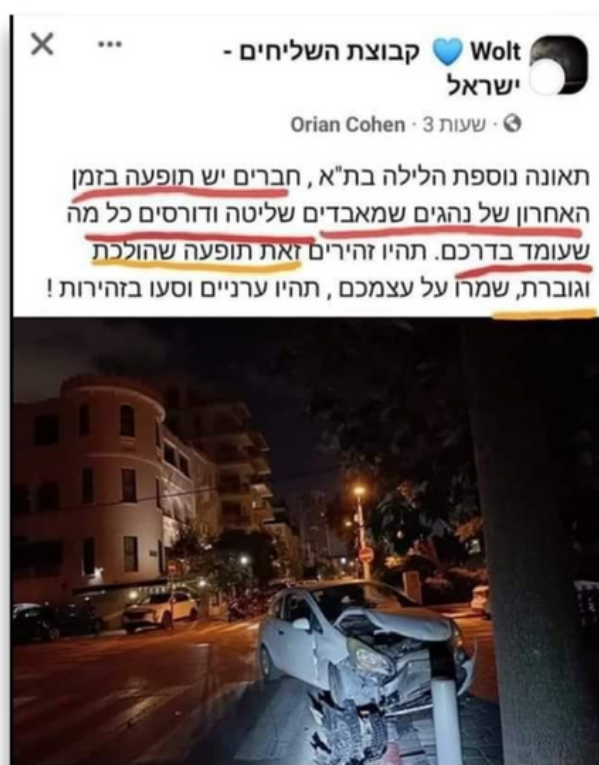 Wolt 💙 קבוצת השליחים -
ישראל
Orian Cohen · 3 שעות ·
תאונה נוספת הלילה בת"א , חברים יש תופעה בזמן
האחרון של נהגים שמאבדים שליטה ודורסים כל מה
שעומד בדרכם. תהיו זהירים זאת תופעה שהולכת
וגוברת, שמרו על עצמכם , תהיו ערניים וסעו בזהירות !